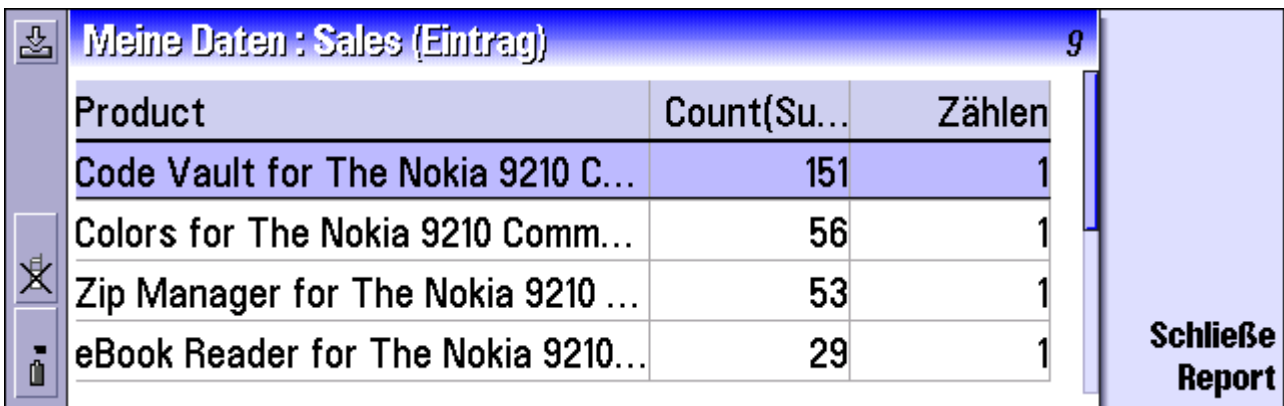 Meine Daten : Sales (Eintrag) 9
Product Count(Su... Zählen
Code Vault for The Nokia 9210 C... 151 1
Colors for The Nokia 9210 Comm... 56 1
Zip Manager for The Nokia 9210 ... 53 1
eBook Reader for The Nokia 9210... 29 1
Schließe
Report